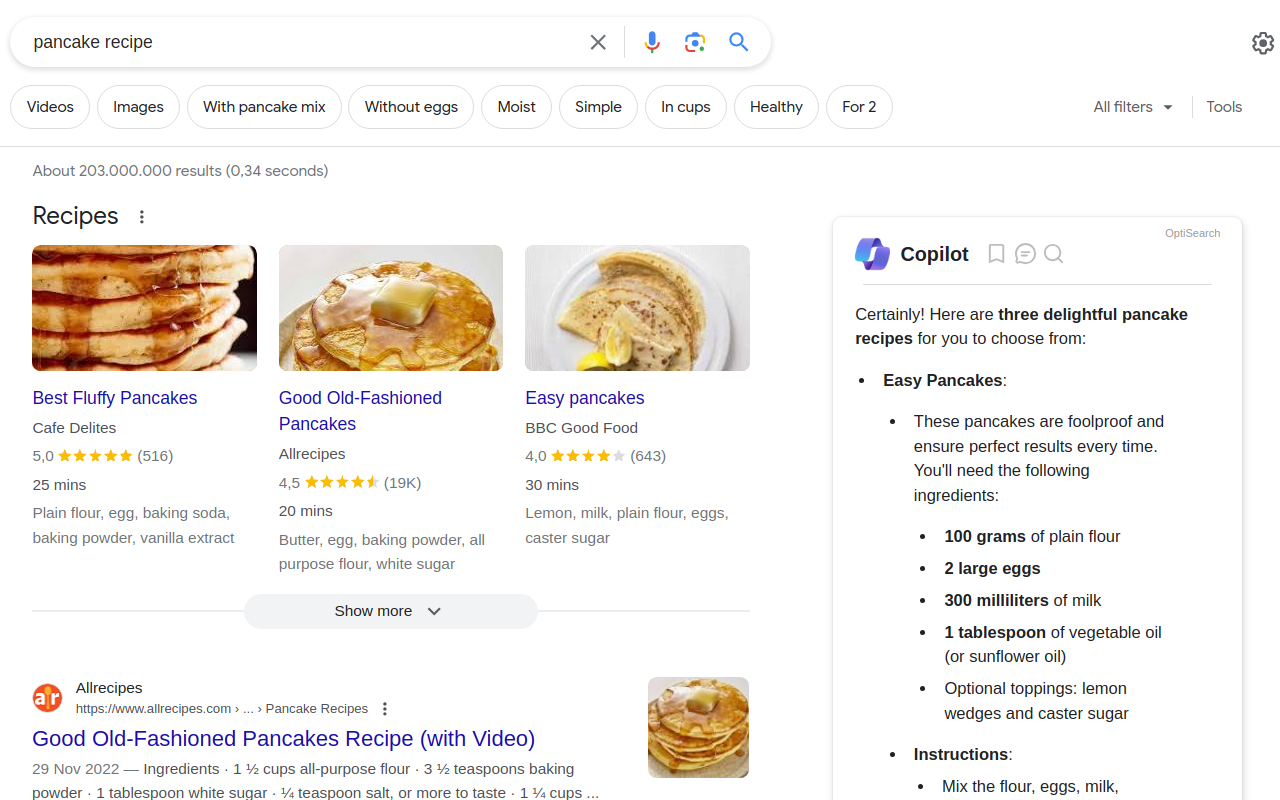 pancake recipe
Videos
Images
With pancake mix
Without eggs
Moist
Simple
In cups
Healthy
For 2
All filters
Tools
About 203.000.000 results (0,34 seconds)
Recipes
Best Fluffy Pancakes
Cafe Delites
5,0 (516)
25 mins
Plain flour, egg, baking soda,
baking powder, vanilla extract
Good Old-Fashioned
Pancakes
Allrecipes
4,5 (19K)
20 mins
Butter, egg, baking powder, all
purpose flour, white sugar
Easy pancakes
BBC Good Food
4,0 (643)
30 mins
Lemon, milk, plain flour, eggs,
caster sugar
Show more
ar
Allrecipes
https://www.allrecipes.com › ... › Pancake Recipes
Good Old-Fashioned Pancakes Recipe (with Video)
29 Nov 2022 — Ingredients · 1 ½ cups all-purpose flour · 3 ½ teaspoons baking
powder · 1 tablespoon white sugar · ¼ teaspoon salt, or more to taste · 1 ¼ cups ...
OptiSearch
Copilot
Certainly! Here are three delightful pancake
recipes for you to choose from:
• Easy Pancakes:
• These pancakes are foolproof and
ensure perfect results every time.
You'll need the following
ingredients:
• 100 grams of plain flour
• 2 large eggs
• 300 milliliters of milk
• 1 tablespoon of vegetable oil
(or sunflower oil)
• Optional toppings: lemon
wedges and caster sugar
• Instructions:
• Mix the flour, eggs, milk,